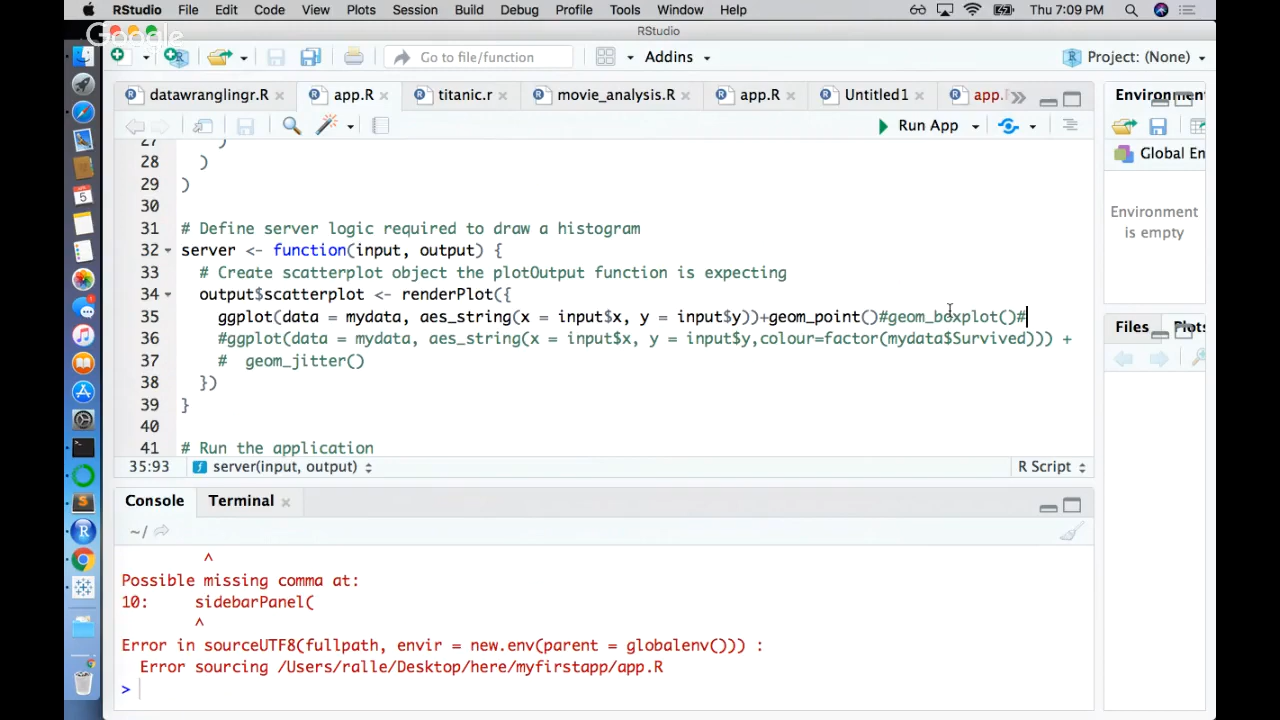 RStudio File Edit Code View Plots Session Build Debug Profile Tools Window Help Thu 7:09 PM
Google
RStudio
Go to file/function Addins Project: (None)
datawranglingr.R app.R titanic.r movie_analysis.R app.R Untitled1 app. Environmen
Run App
Global En
27 )
28 )
29 )
30
31 # Define server logic required to draw a histogram
32 server <- function(input, output) {
33 # Create scatterplot object the plotOutput function is expecting
34 output$scatterplot <- renderPlot({
35 ggplot(data = mydata, aes_string(x = input$x, y = input$y))+geom_point()#geom_boxplot()#
36 #ggplot(data = mydata, aes_string(x = input$x, y = input$y,colour=factor(mydata$Survived))) +
37 # geom_jitter()
38 })
39 }
40
41 # Run the application
35:93 server(input, output) R Script
Environment
is empty
Files Plots
Console Terminal
~/
^
Possible missing comma at:
10: sidebarPanel(
^
Error in sourceUTF8(fullpath, envir = new.env(parent = globalenv())) :
Error sourcing /Users/ralle/Desktop/here/myfirstapp/app.R
>